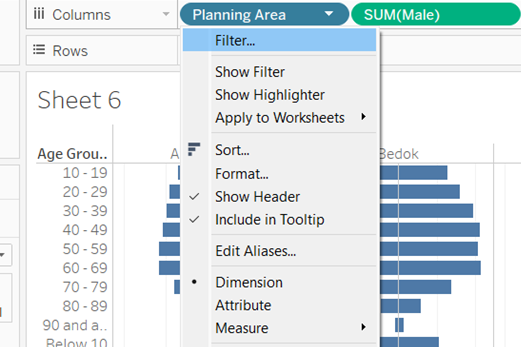 Columns Planning Area SUM(Male)
Rows
Filter...
Show Filter
Show Highlighter
Apply to Worksheets
Sort...
Format...
Show Header
Include in Tooltip
Edit Aliases...
Dimension
Attribute
Measure
Sheet 6
Age Grou.. A Bedok
10 - 19
20 - 29
30 - 39
40 - 49
50 - 59
60 - 69
70 - 79
80 - 89
90 and a..
Below 10